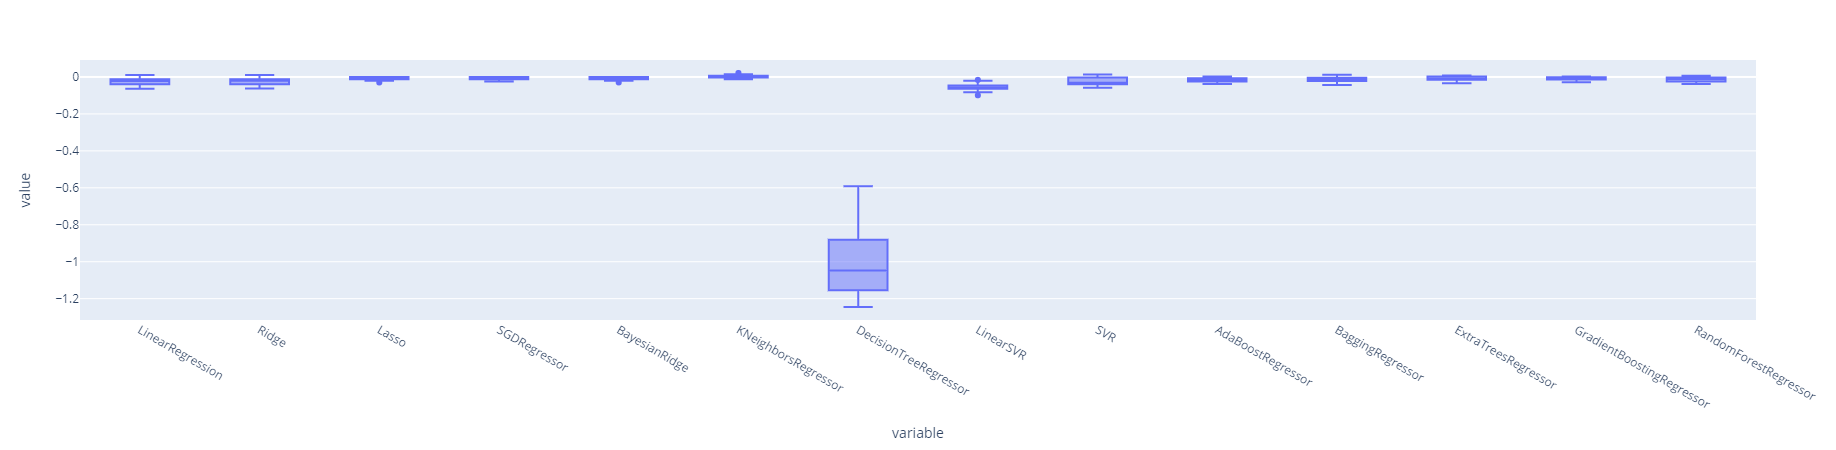 0
−0.2
−0.4
−0.6
−0.8
−1
−1.2
value
LinearRegression
Ridge
Lasso
SGDRegressor
BayesianRidge
KNeighborsRegressor
DecisionTreeRegressor
LinearSVR
SVR
AdaBoostRegressor
BaggingRegressor
ExtraTreesRegressor
GradientBoostingRegressor
RandomForestRegressor
variable